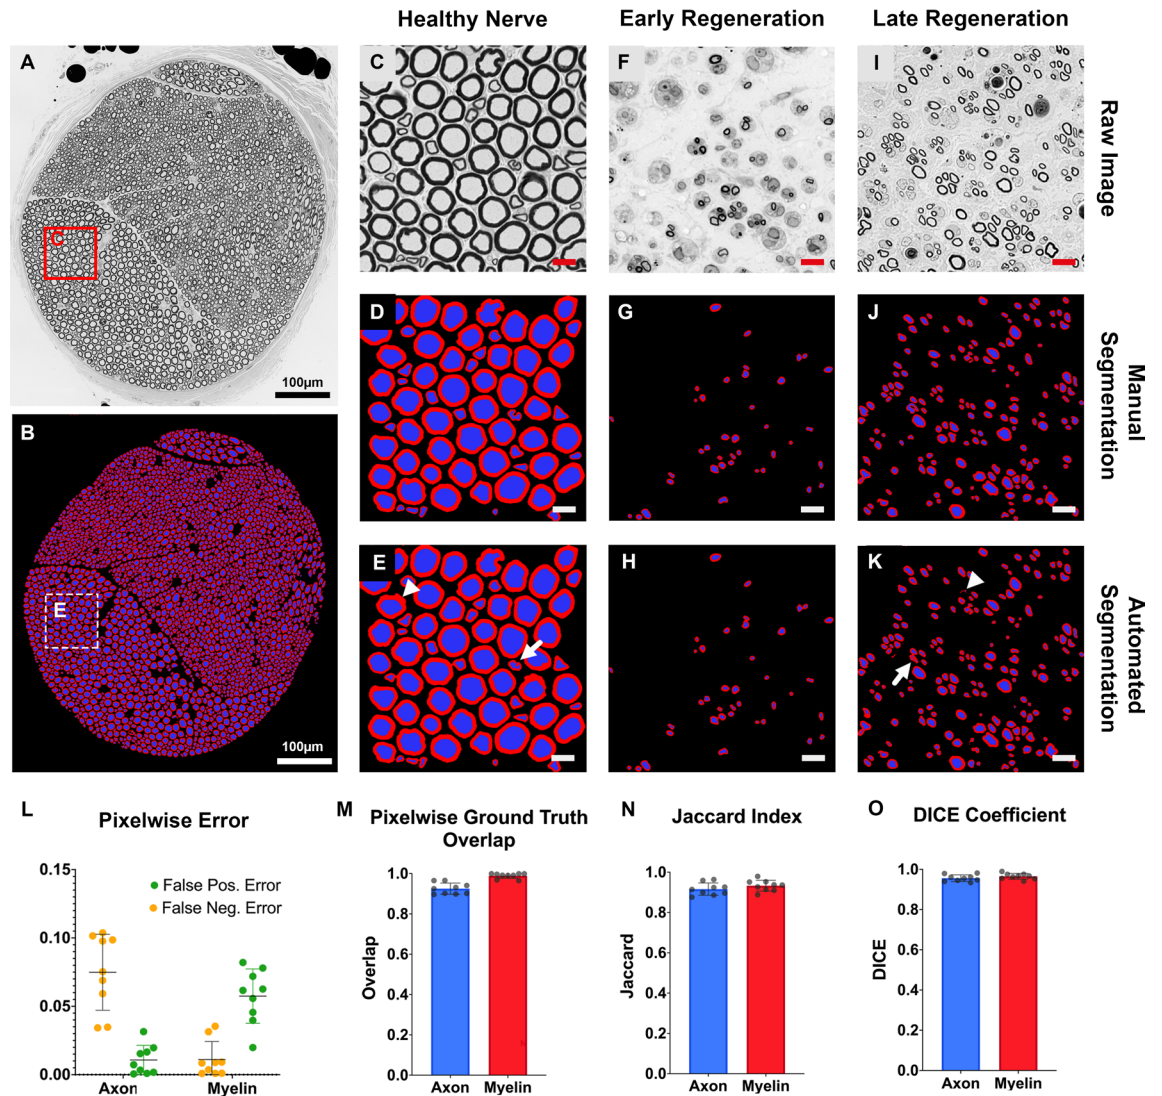 Healthy Nerve
Early Regeneration
Late Regeneration
A
C
100µm
C
F
I
Raw Image
D
G
J
Manual
Segmentation
B
E
100µm
E
H
K
Automated
Segmentation
L
Pixelwise Error
0.15
0.10
0.05
0.00
False Pos. Error
False Neg. Error
Axon
Myelin
M
Pixelwise Ground Truth
Overlap
Overlap
1.0
0.8
0.6
0.4
0.2
0.0
Axon
Myelin
N
Jaccard Index
Jaccard
1.0
0.8
0.6
0.4
0.2
0.0
Axon
Myelin
O
DICE Coefficient
DICE
1.0
0.8
0.6
0.4
0.2
0.0
Axon
Myelin